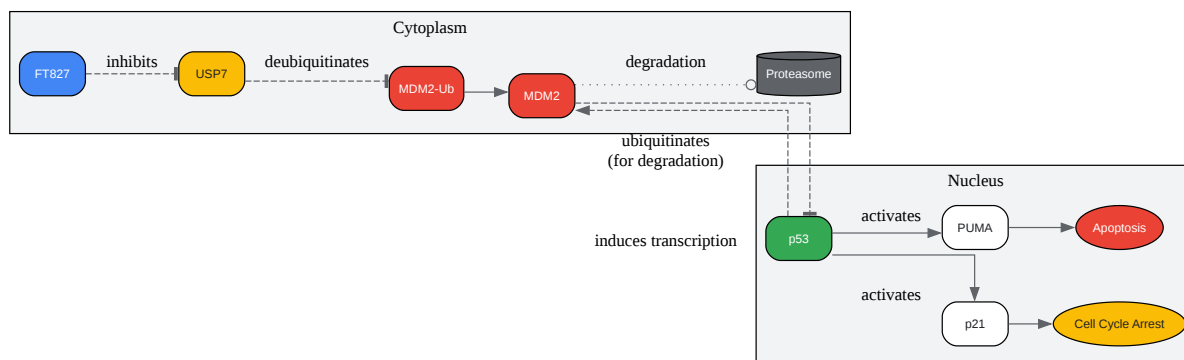 Cytoplasm
FT827
inhibits
USP7
deubiquitinates
MDM2-Ub
MDM2
degradation
Proteasome
ubiquitinates
(for degradation)
Nucleus
induces transcription
p53
activates
PUMA
Apoptosis
activates
p21
Cell Cycle Arrest